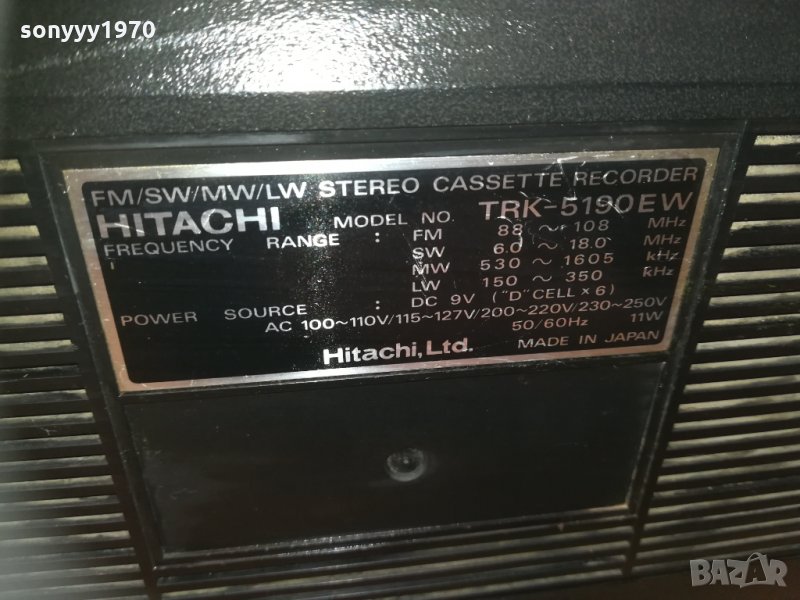 sonyyy1970
FM/SW/MW/LW STEREO CASSETTE RECORDER
HITACHI MODEL NO. TRK-5190EW
FREQUENCY RANGE : FM 88 ~ 108 MHz
SW 6.0 ~ 18.0 MHz
MW 530 ~ 1605 kHz
LW 150 ~ 350 kHz
POWER SOURCE : DC 9V ("D" CELL × 6)
AC 100~110V/115~127V/200~220V/230~250V
50/60Hz 11W
Hitachi, Ltd. MADE IN JAPAN
BAZAR